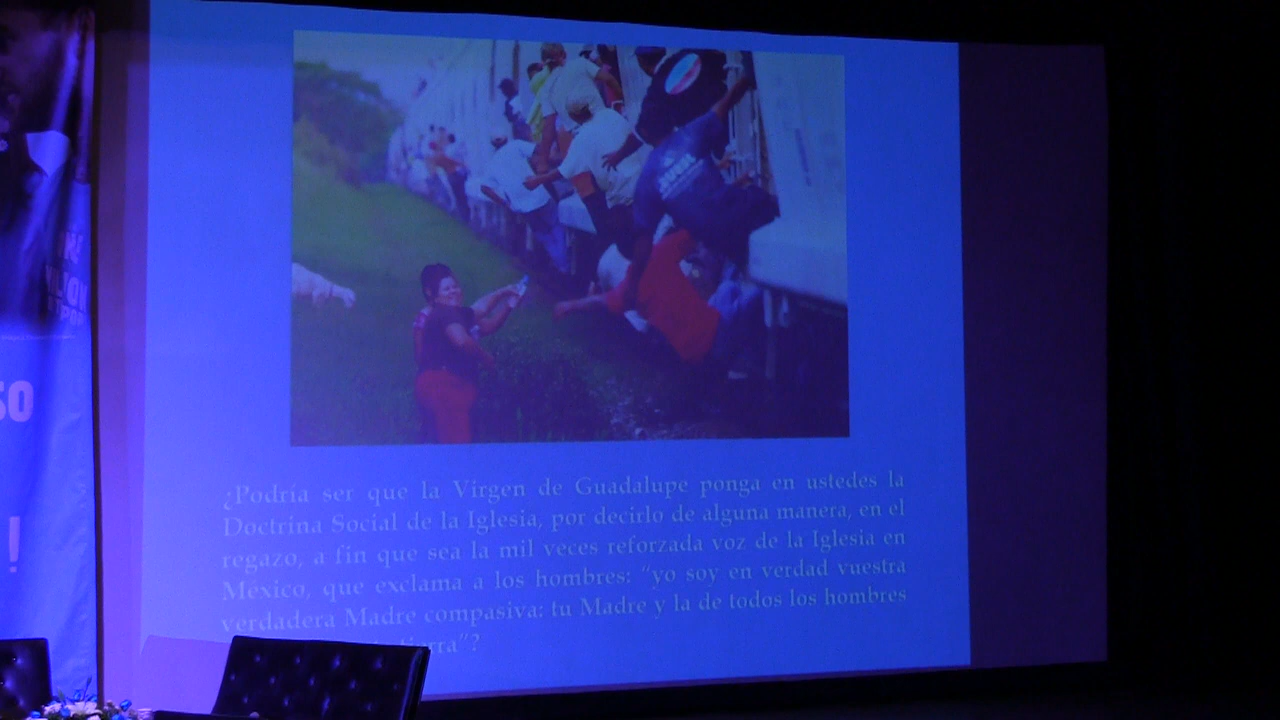 ¿Podría ser que la Virgen de Guadalupe ponga en ustedes la
Doctrina Social de la Iglesia, por decirlo de alguna manera, en el
regazo, a fin que sea la mil veces reforzada voz de la Iglesia en
México, que exclama a los hombres: “yo soy en verdad vuestra
verdadera Madre compasiva: tu Madre y la de todos los hombres
tierra”?
SO
!